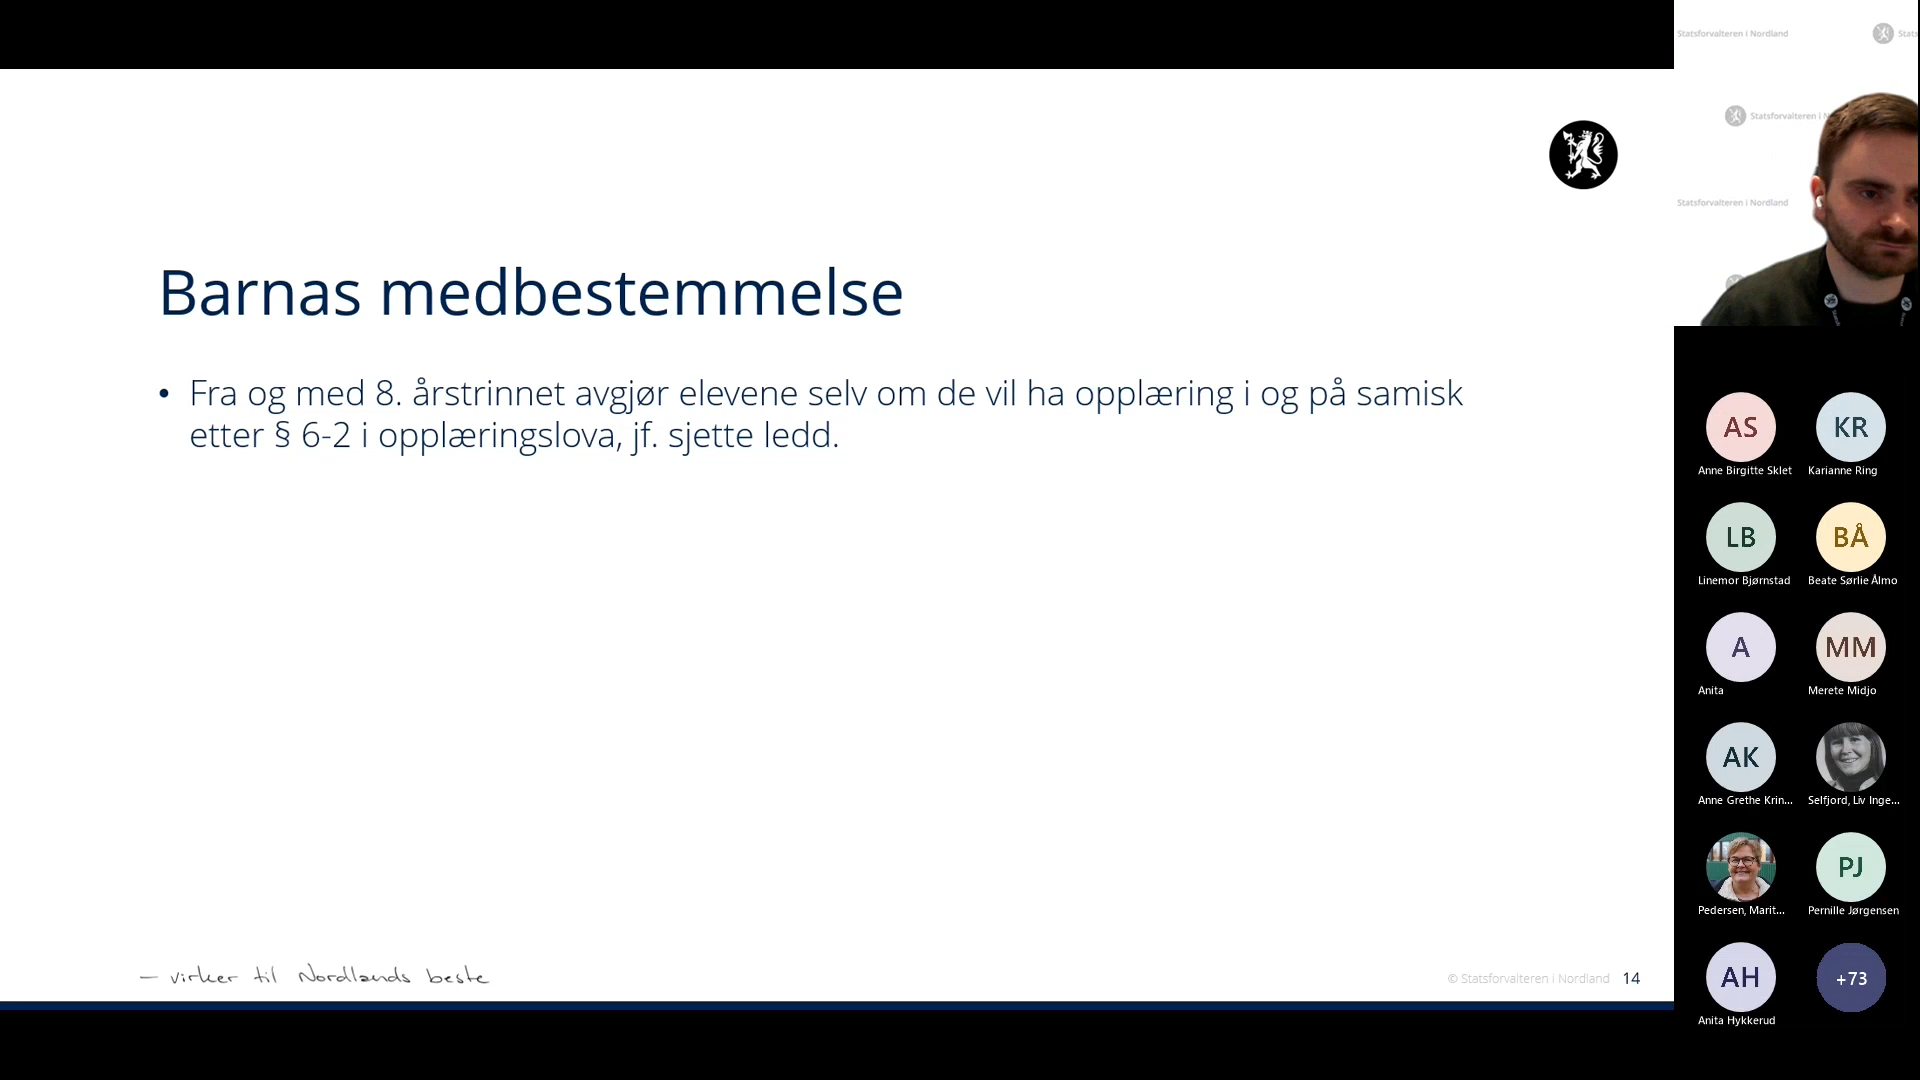 Statsforvalteren i Nordland
Stats
Statsforvalteren i N
Statsforvalteren i Nordland
Barnas medbestemmelse
• Fra og med 8. årstrinnet avgjør elevene selv om de vil ha opplæring i og på samisk
etter § 6-2 i opplæringslova, jf. sjette ledd.
– virker til Nordlands beste
© Statsforvalteren i Nordland 14
AS
Anne Birgitte Sklet
KR
Karianne Ring
LB
Linemor Bjørnstad
BÅ
Beate Sørlie Ålmo
A
Anita
MM
Merete Midjo
AK
Anne Grethe Krin...
Selfjord, Liv Inge...
Pedersen, Marit...
PJ
Pernille Jørgensen
AH
Anita Hykkerud
+73